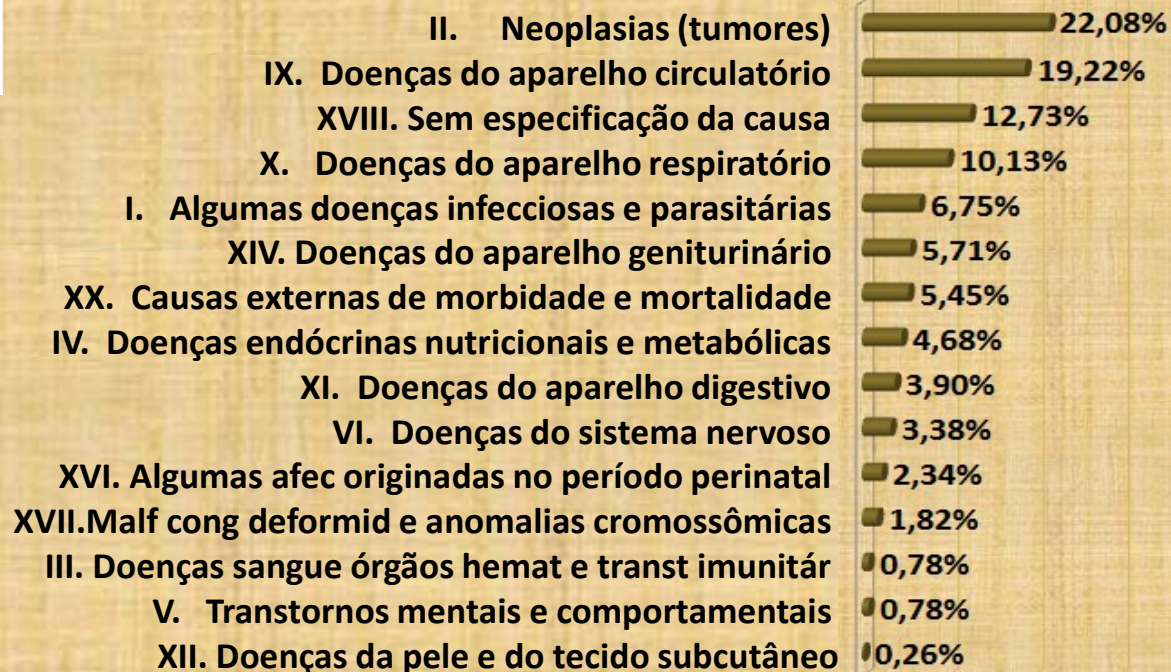 II. Neoplasias (tumores) 22,08%
IX. Doenças do aparelho circulatório 19,22%
XVIII. Sem especificação da causa 12,73%
X. Doenças do aparelho respiratório 10,13%
I. Algumas doenças infecciosas e parasitárias 6,75%
XIV. Doenças do aparelho geniturinário 5,71%
XX. Causas externas de morbidade e mortalidade 5,45%
IV. Doenças endócrinas nutricionais e metabólicas 4,68%
XI. Doenças do aparelho digestivo 3,90%
VI. Doenças do sistema nervoso 3,38%
XVI. Algumas afec originadas no período perinatal 2,34%
XVII.Malf cong deformid e anomalias cromossômicas 1,82%
III. Doenças sangue órgãos hemat e transt imunitár 0,78%
V. Transtornos mentais e comportamentais 0,78%
XII. Doenças da pele e do tecido subcutâneo 0,26%